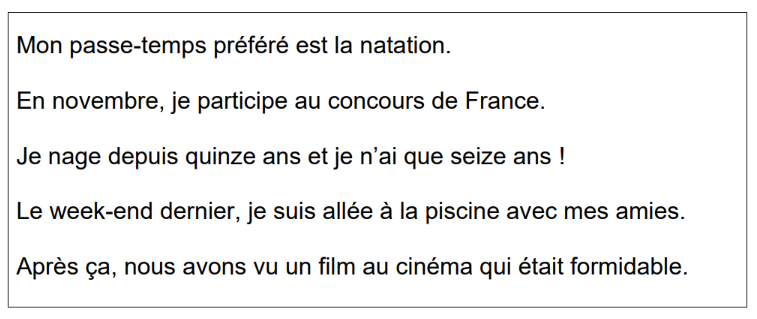 Mon passe-temps préféré est la natation.
En novembre, je participe au concours de France.
Je nage depuis quinze ans et je n’ai que seize ans !
Le week-end dernier, je suis allée à la piscine avec mes amies.
Après ça, nous avons vu un film au cinéma qui était formidable.